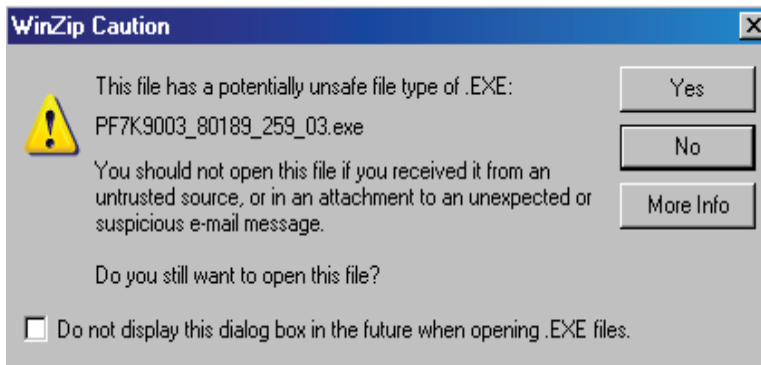 WinZip Caution
This file has a potentially unsafe file type of .EXE:
PF7K9003_80189_259_03.exe
You should not open this file if you received it from an
untrusted source, or in an attachment to an unexpected or
suspicious e-mail message.
Do you still want to open this file?
Yes
No
More Info
Do not display this dialog box in the future when opening .EXE files.